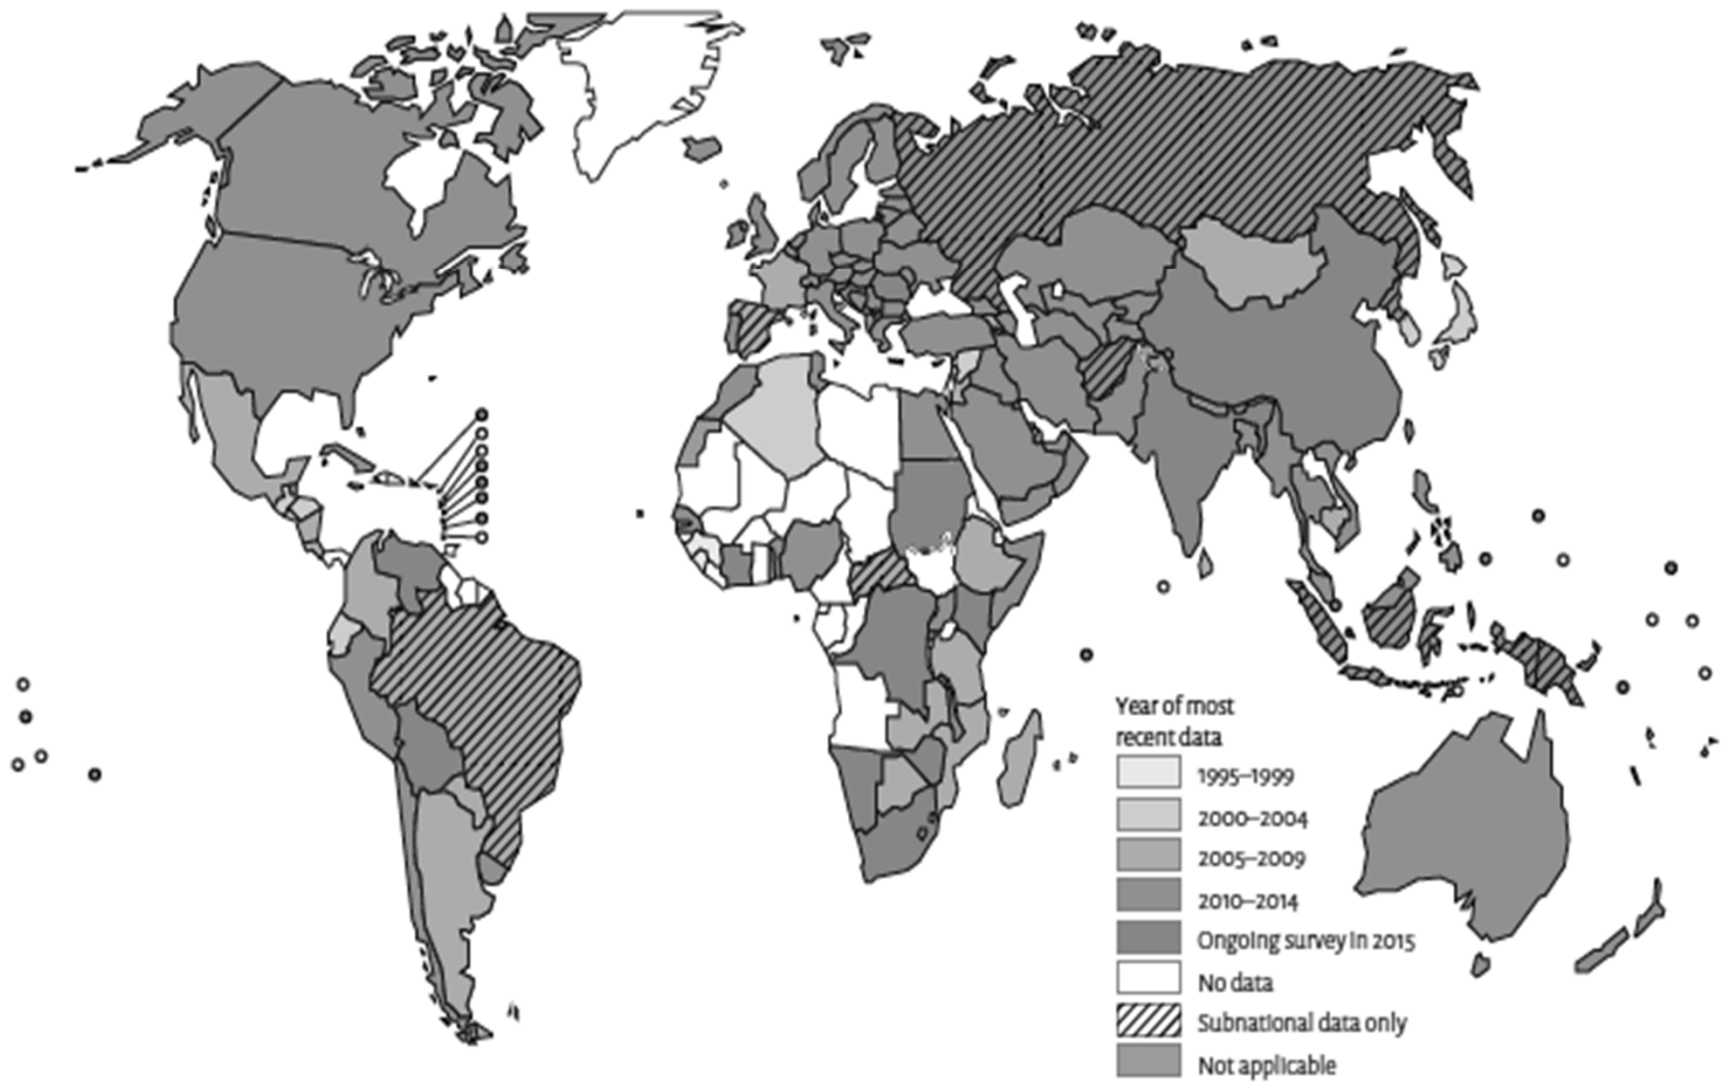 Year of most
recent data
1995–1999
2000–2004
2005–2009
2010–2014
Ongoing survey in 2015
No data
Subnational data only
Not applicable